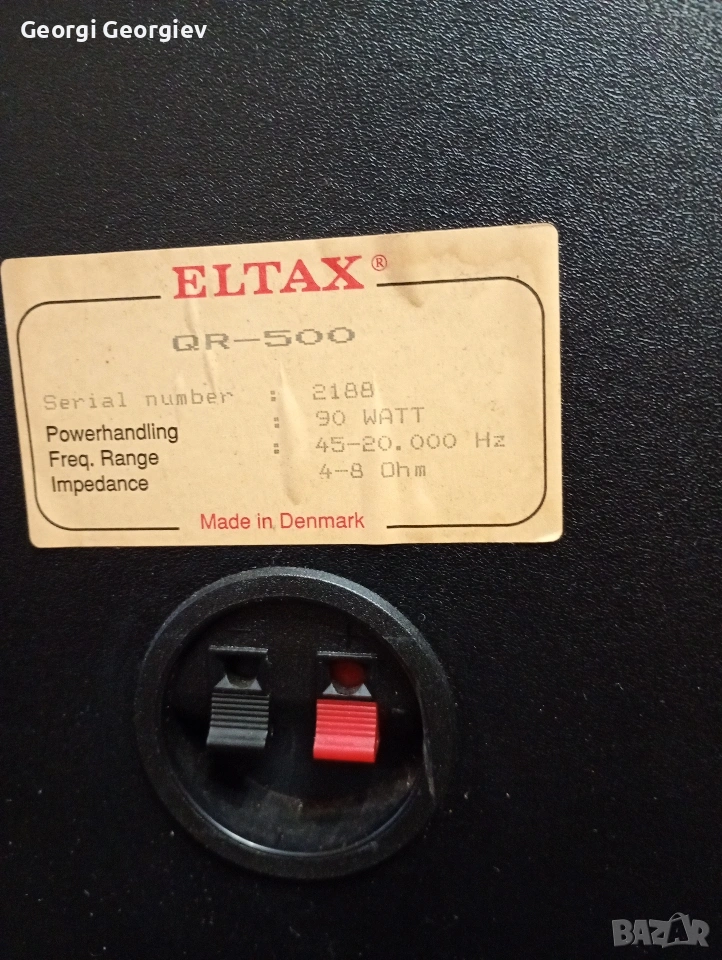 Georgi Georgiev
ELTAX®
QR-500
Serial number : 2188
Powerhandling : 90 WATT
Freq. Range : 45-20.000 Hz
Impedance 4-8 Ohm
Made in Denmark
BAZAR